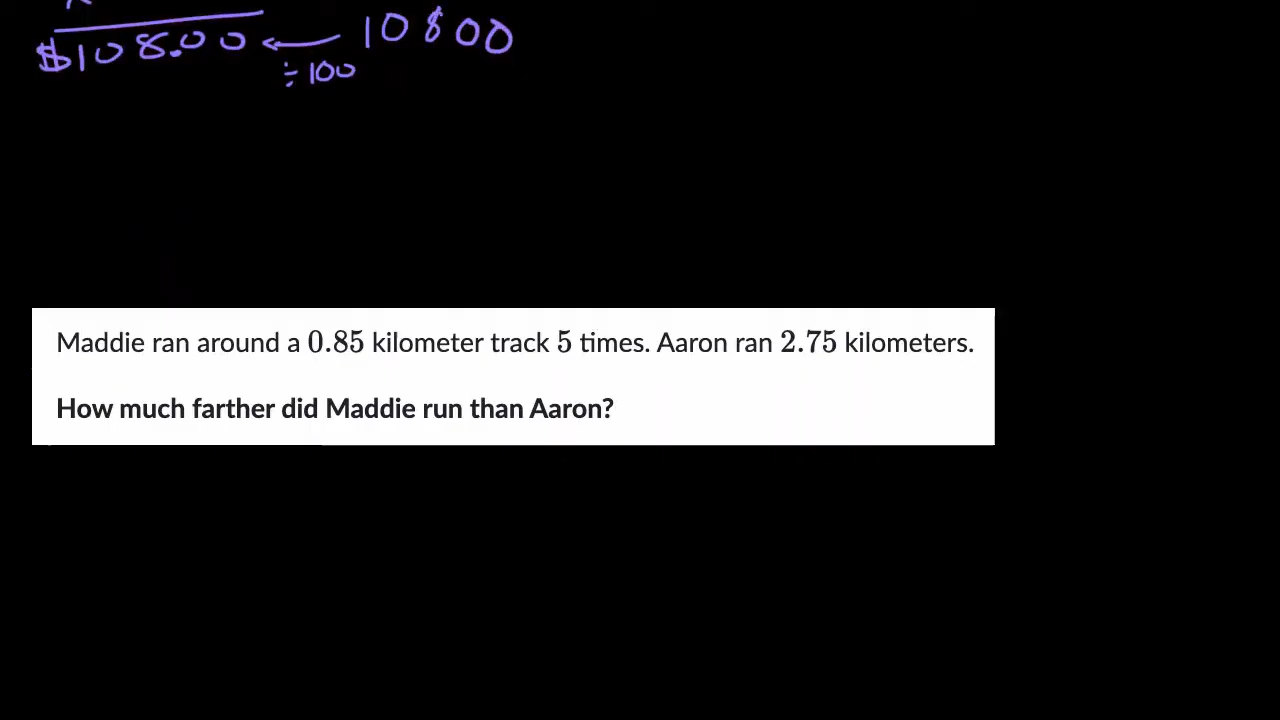 $108.00 ← 10800
÷100
Maddie ran around a 0.85 kilometer track 5 times. Aaron ran 2.75 kilometers.
How much farther did Maddie run than Aaron?